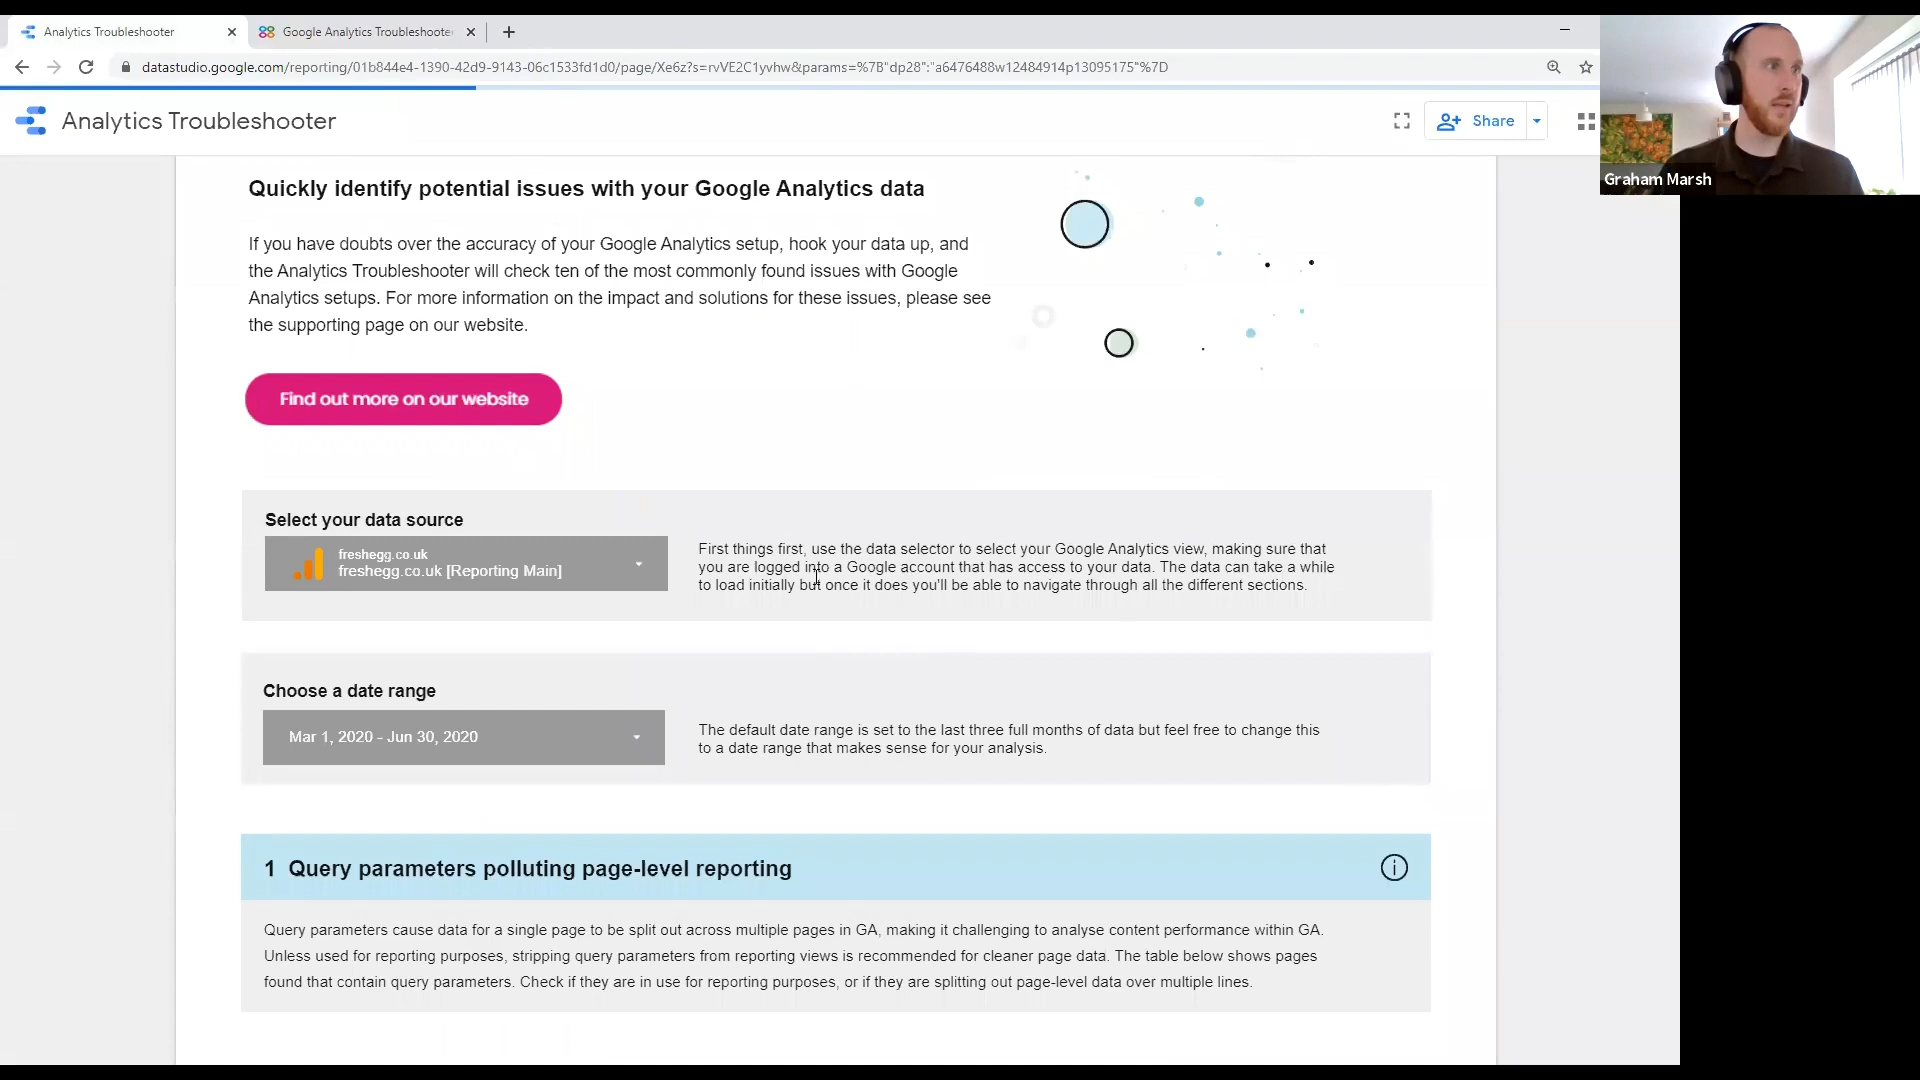 Analytics Troubleshooter
Google Analytics Troubleshooter
datastudio.google.com/reporting/01b844e4-1390-42d9-9143-06c1533fd1d0/page/Xe6z?s=rvVE2C1yvhw&params=%7B"dp28":"a6476488w12484914p13095175"%7D
Analytics Troubleshooter
Share
Graham Marsh
Quickly identify potential issues with your Google Analytics data
If you have doubts over the accuracy of your Google Analytics setup, hook your data up, and
the Analytics Troubleshooter will check ten of the most commonly found issues with Google
Analytics setups. For more information on the impact and solutions for these issues, please see
the supporting page on our website.
Find out more on our website
Select your data source
freshegg.co.uk
freshegg.co.uk [Reporting Main]
First things first, use the data selector to select your Google Analytics view, making sure that
you are logged into a Google account that has access to your data. The data can take a while
to load initially but once it does you'll be able to navigate through all the different sections.
Choose a date range
Mar 1, 2020 - Jun 30, 2020
The default date range is set to the last three full months of data but feel free to change this
to a date range that makes sense for your analysis.
1 Query parameters polluting page-level reporting
Query parameters cause data for a single page to be split out across multiple pages in GA, making it challenging to analyse content performance within GA.
Unless used for reporting purposes, stripping query parameters from reporting views is recommended for cleaner page data. The table below shows pages
found that contain query parameters. Check if they are in use for reporting purposes, or if they are splitting out page-level data over multiple lines.